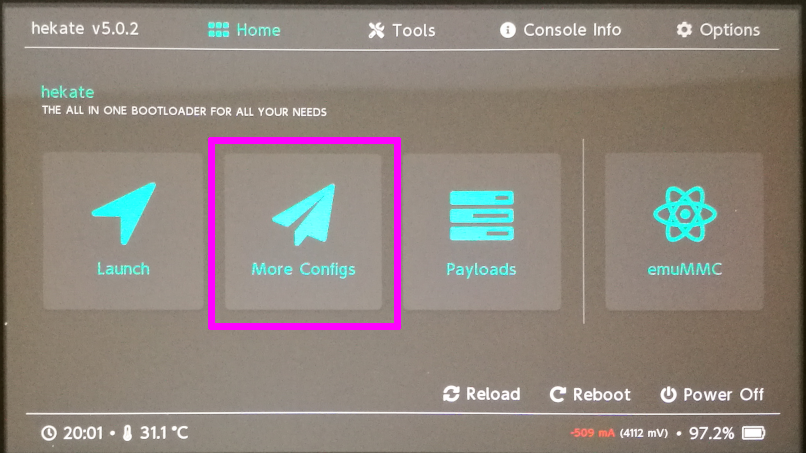 hekate v5.0.2 Home Tools Console Info Options
hekate
THE ALL IN ONE BOOTLOADER FOR ALL YOUR NEEDS
Launch More Configs Payloads emuMMC
Reload Reboot Power Off
20:01 • 31.1 °C -509 mA (4112 mV) • 97.2%